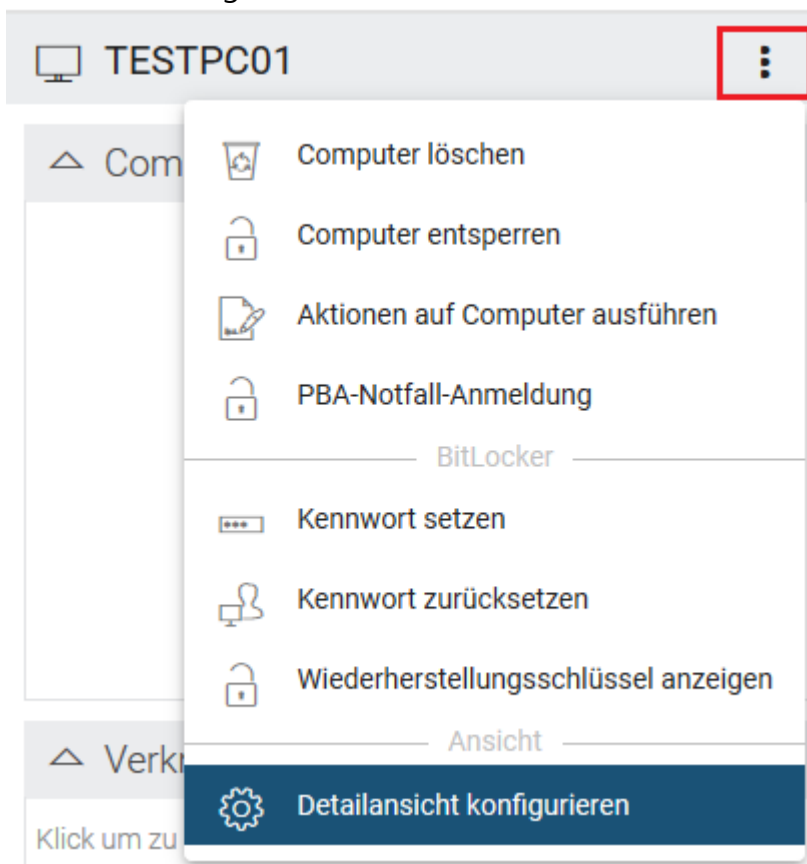 TESTPC01
Com
Computer löschen
Computer entsperren
Aktionen auf Computer ausführen
PBA-Notfall-Anmeldung
BitLocker
Kennwort setzen
Kennwort zurücksetzen
Wiederherstellungsschlüssel anzeigen
Ansicht
Verk
Detailansicht konfigurieren
Klick um zu